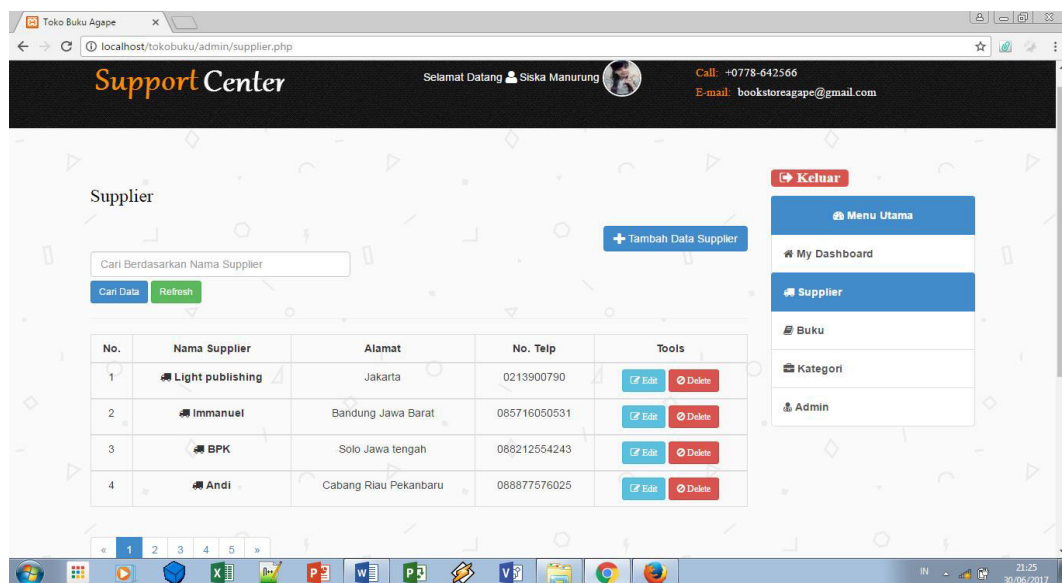 Toko Buku Agape
localhost/tokobuku/admin/supplier.php
Support Center
Selamat Datang Siska Manurung
Call: +0778-642566
E-mail: bookstoreagape@gmail.com
Keluar
Supplier
Menu Utama
Tambah Data Supplier
My Dashboard
Cari Berdasarkan Nama Supplier
Cari Data Refresh
Supplier
Buku
Kategori
Admin
No. Nama Supplier Alamat No. Telp Tools
1 Light publishing Jakarta 0213900790 Edit Delete
2 Immanuel Bandung Jawa Barat 085716050531 Edit Delete
3 BPK Solo Jawa tengah 088212554243 Edit Delete
4 Andi Cabang Riau Pekanbaru 088877576025 Edit Delete
« 1 2 3 4 5 »
IN
21:25
30/06/2017